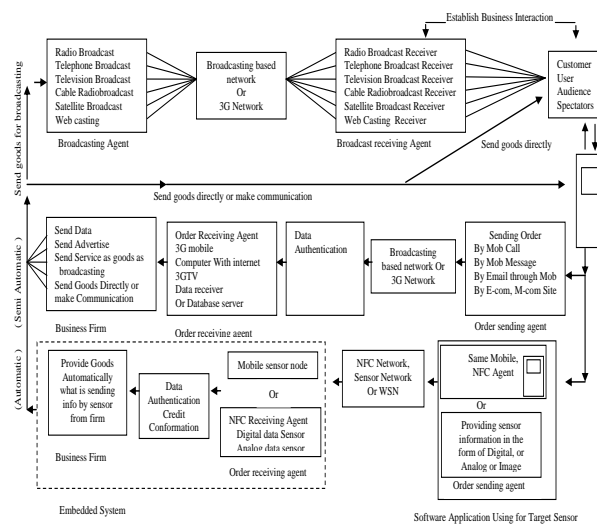 Establish Business Interaction
Radio Broadcast
Telephone Broadcast
Television Broadcast
Cable Radiobroadcast
Satellite Broadcast
Web casting
Broadcasting Agent
Broadcasting based
network
Or
3G Network
Radio Broadcast Receiver
Telephone Broadcast Receiver
Television Broadcast Receiver
Cable Radiobroadcast Receiver
Satellite Broadcast Receiver
Web Casting Receiver
Broadcast receiving Agent
Customer
User
Audience
Spectators
Send goods for broadcasting
Send goods directly
Send goods directly or make communication
(Semi Automatic )
Send Data
Send Advertise
Send Service as goods as
broadcasting
Send Goods Directly or
make Communication
Business Firm
Order Receiving Agent
3G mobile
Computer With internet
3GTV
Data receiver
Or Database server
Order receiving agent
Data
Authentication
Broadcasting
based network Or
3G Network
Sending Order
By Mob Call
By Mob Message
By Email through Mob
By E-com, M-com Site
Order sending agent
(Automatic )
Provide Goods
Automatically
what is sending
info by sensor
from firm
Business Firm
Data
Authentication
Credit
Conformation
Mobile sensor node
Or
NFC Receiving Agent
Digital data Sensor
Analog data sensor
Order receiving agent
Embedded System
NFC Network,
Sensor Network
Or WSN
Same Mobile,
NFC Agent
Or
Providing sensor
information in the
form of Digital, or
Analog or Image
Order sending agent
Software Application Using for Target Sensor